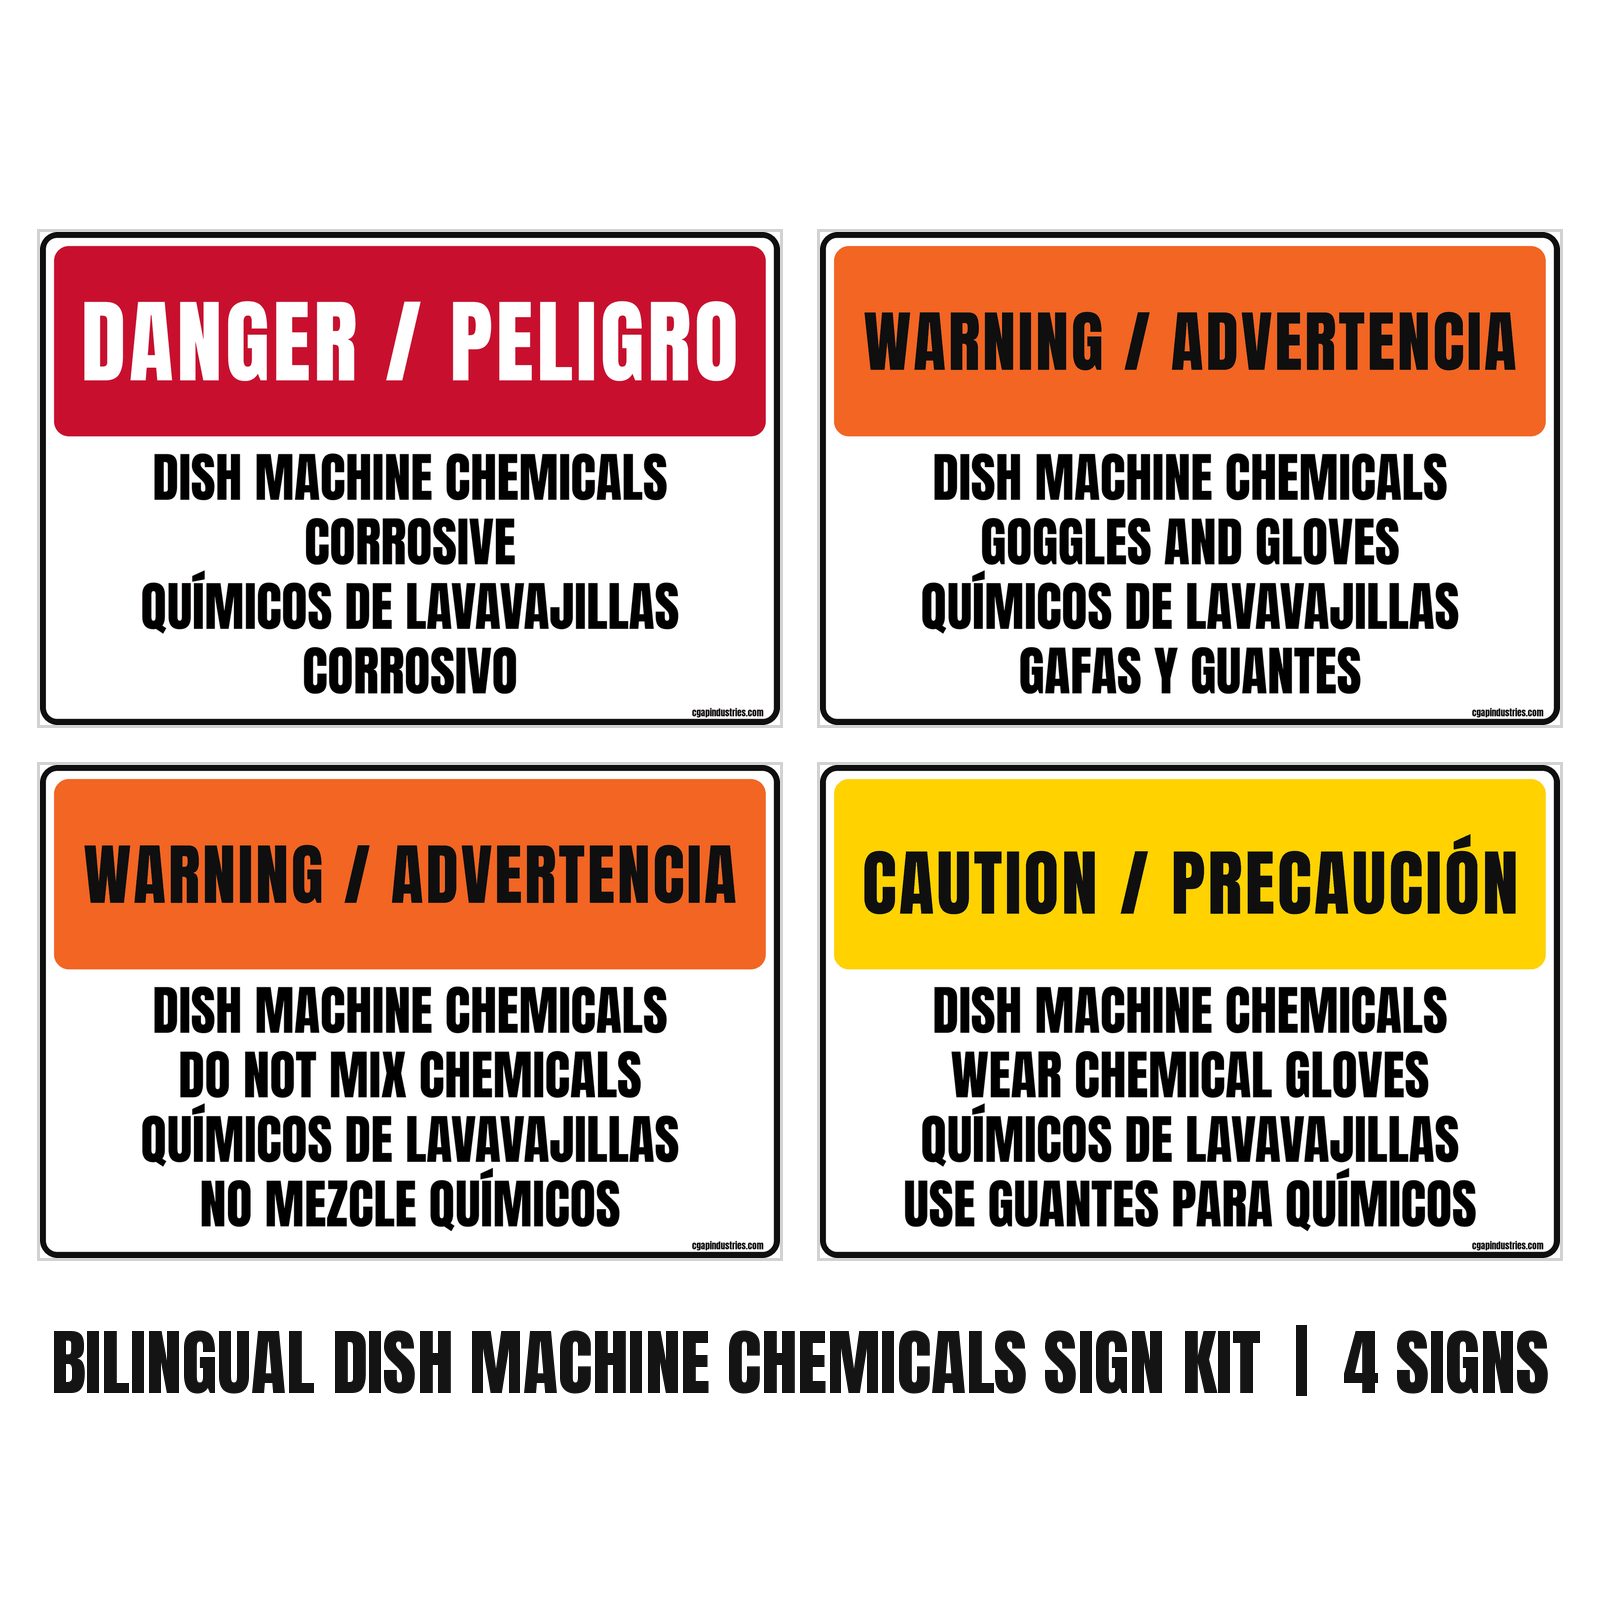 DANGER / PELIGRO
DISH MACHINE CHEMICALS
CORROSIVE
QUÍMICOS DE LAVAVAJILLAS
CORROSIVO
cgapindustries.com
WARNING / ADVERTENCIA
DISH MACHINE CHEMICALS
GOGGLES AND GLOVES
QUÍMICOS DE LAVAVAJILLAS
GAFAS Y GUANTES
cgapindustries.com
WARNING / ADVERTENCIA
DISH MACHINE CHEMICALS
DO NOT MIX CHEMICALS
QUÍMICOS DE LAVAVAJILLAS
NO MEZCLE QUÍMICOS
cgapindustries.com
CAUTION / PRECAUCIÓN
DISH MACHINE CHEMICALS
WEAR CHEMICAL GLOVES
QUÍMICOS DE LAVAVAJILLAS
USE GUANTES PARA QUÍMICOS
cgapindustries.com
BILINGUAL DISH MACHINE CHEMICALS SIGN KIT | 4 SIGNS